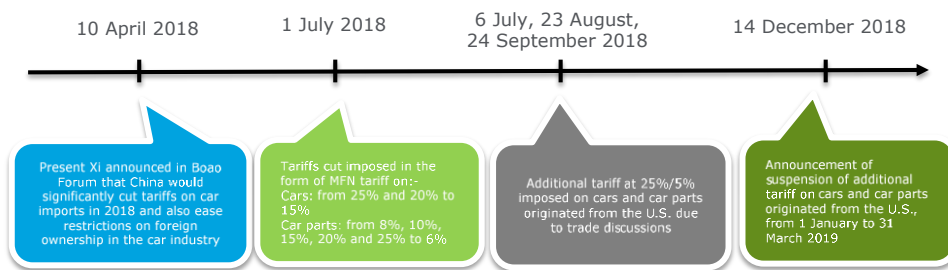 10 April 2018
1 July 2018
6 July, 23 August,
24 September 2018
14 December 2018
Present Xi announced in Boao
Forum that China would
significantly cut tariffs on car
imports in 2018 and also ease
restrictions on foreign
ownership in the car industry
Tariffs cut imposed in the
form of MFN tariff on:-
Cars: from 25% and 20% to
15%
Car parts: from 8%, 10%,
15%, 20% and 25% to 6%
Additional tariff at 25%/5%
imposed on cars and car parts
originated from the U.S. due
to trade discussions
Announcement of
suspension of additional
tariff on cars and car parts
originated from the U.S.,
from 1 January to 31
March 2019